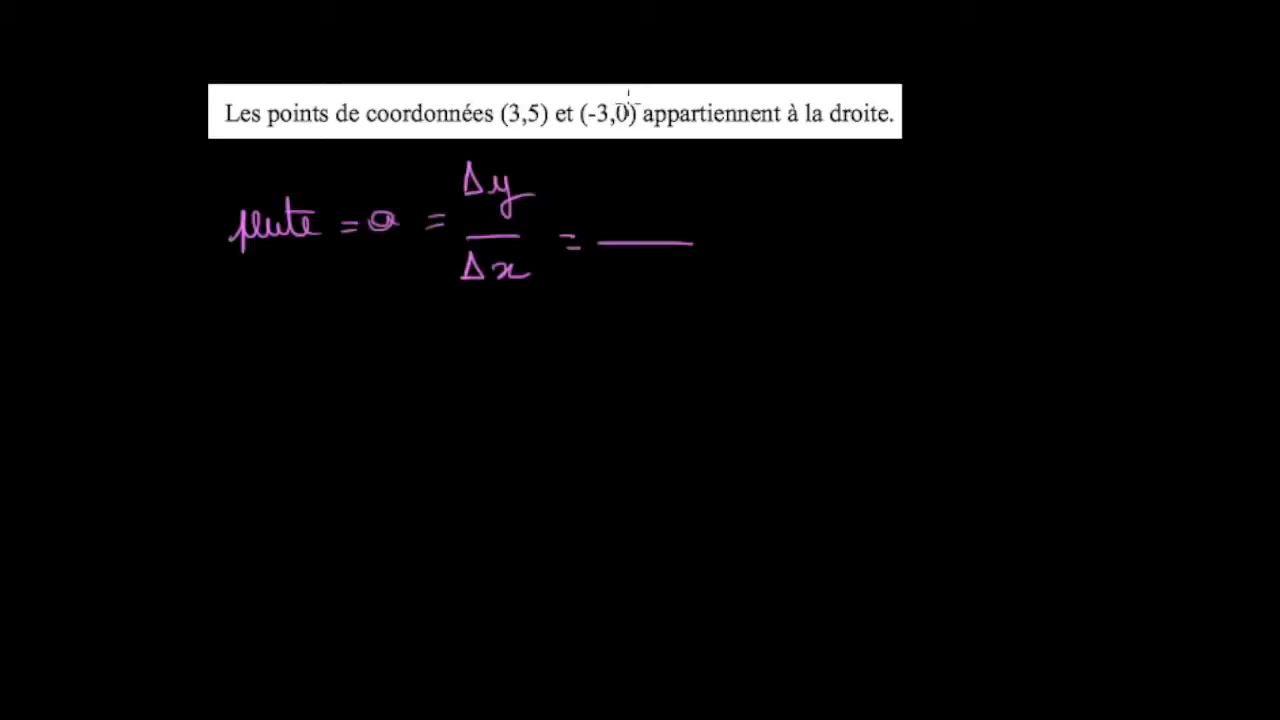 Les points de coordonnées (3,5) et (-3,0) appartiennent à la droite.
pente = a = Δy / Δx =